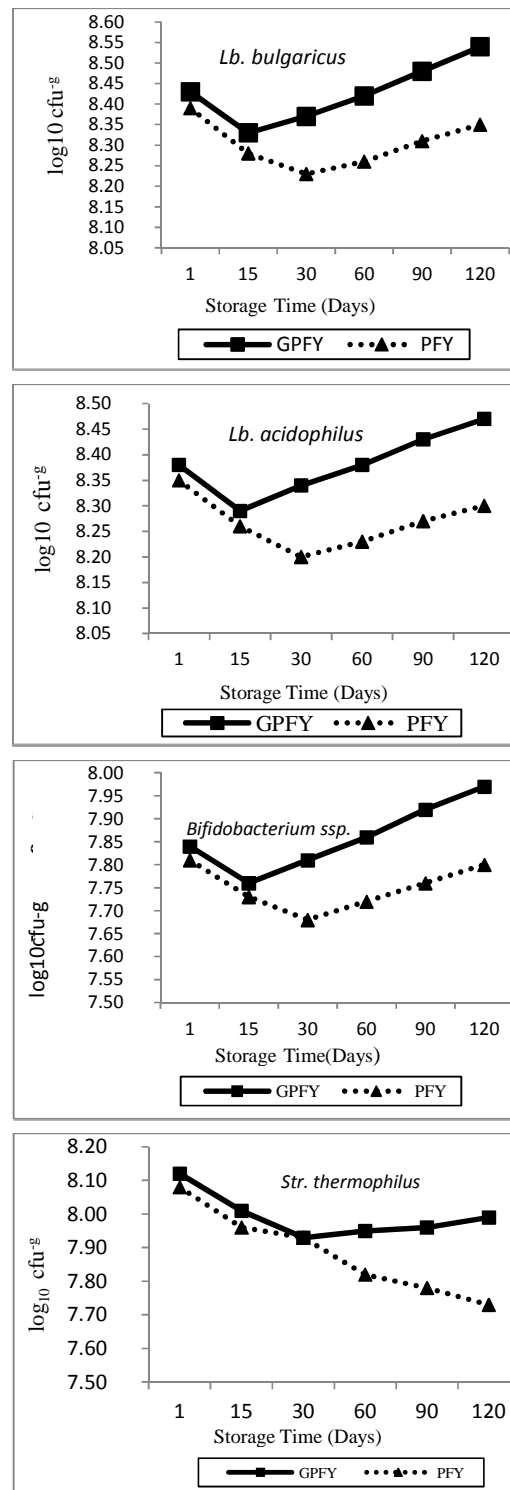 Lb. bulgaricus
log10 cfu-g
8.60
8.55
8.50
8.45
8.40
8.35
8.30
8.25
8.20
8.15
8.10
8.05
1 15 30 60 90 120
Storage Time (Days)
GPFY PFY
Lb. acidophilus
log10 cfu-g
8.50
8.45
8.40
8.35
8.30
8.25
8.20
8.15
8.10
8.05
1 15 30 60 90 120
Storage Time (Days)
GPFY PFY
Bifidobacterium ssp.
log10cfu-g
8.00
7.95
7.90
7.85
7.80
7.75
7.70
7.65
7.60
7.55
7.50
1 15 30 60 90 120
Storage Time(Days)
GPFY PFY
Str. thermophilus
log10 cfu-g
8.20
8.10
8.00
7.90
7.80
7.70
7.60
7.50
1 15 30 60 90 120
Storage Time (Days)
GPFY PFY